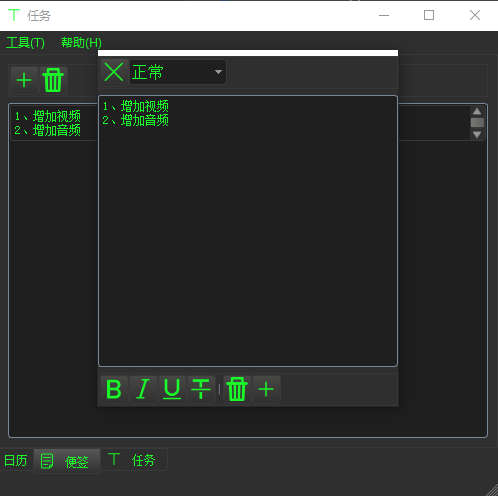 任务
工具(T) 帮助(H)
正常
1、增加视频
2、增加音频
1、增加视频
2、增加音频
B I U T
日历 便签 任务